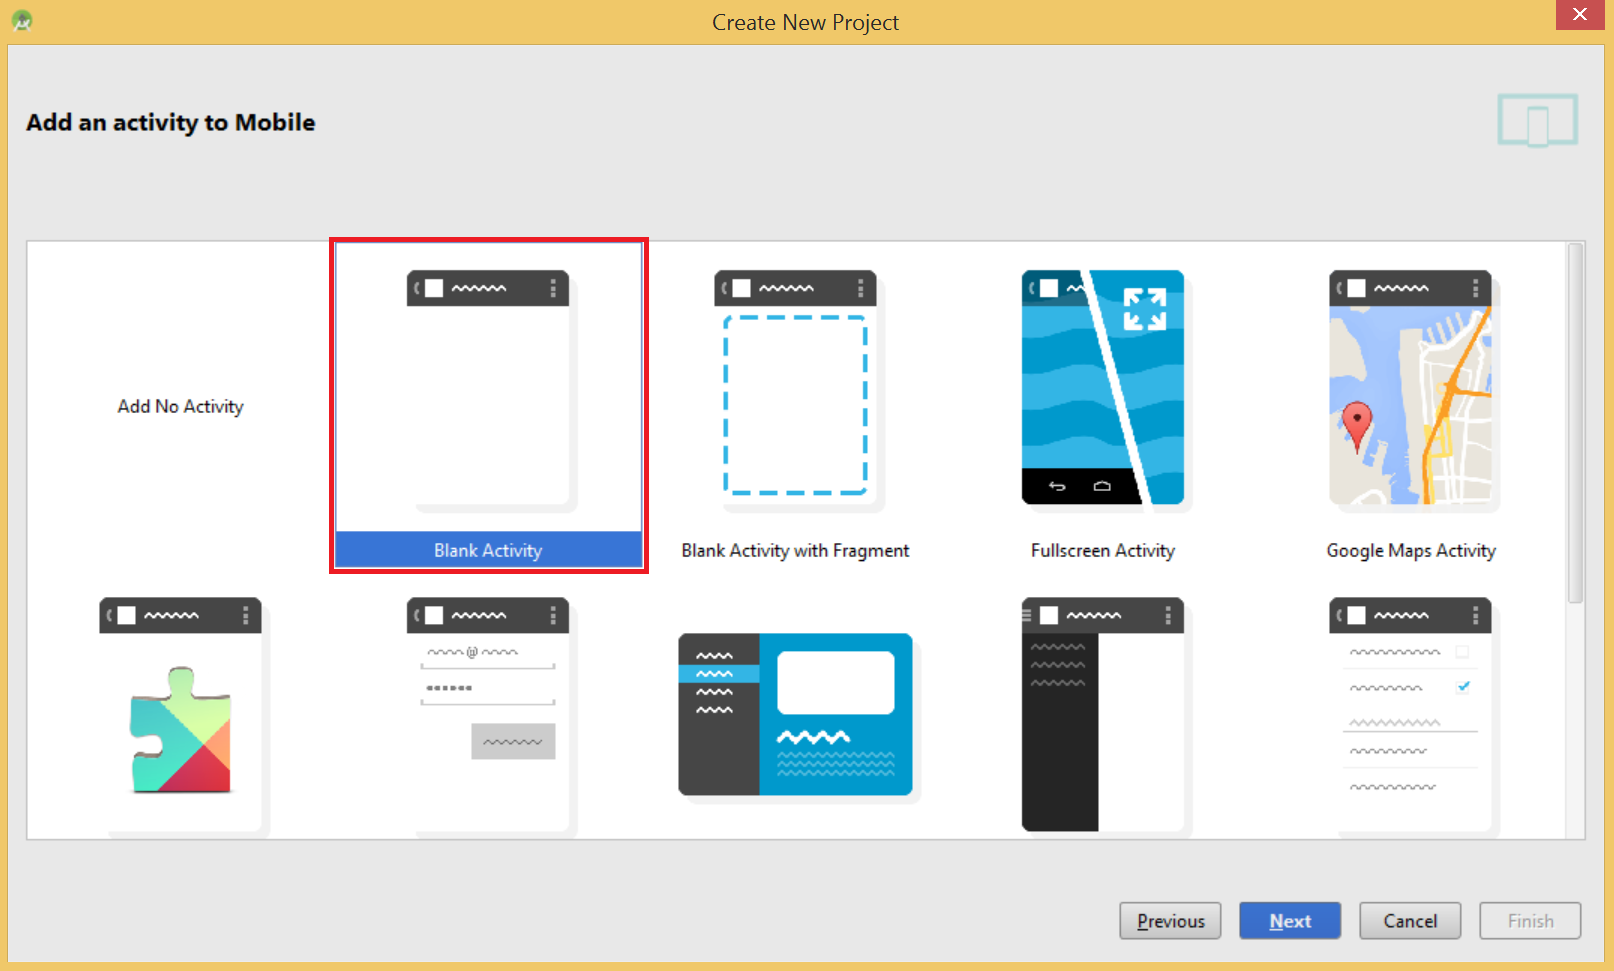 Create New Project
Add an activity to Mobile
Add No Activity
Blank Activity
Blank Activity with Fragment
Fullscreen Activity
Google Maps Activity
@
Previous
Next
Cancel
Finish